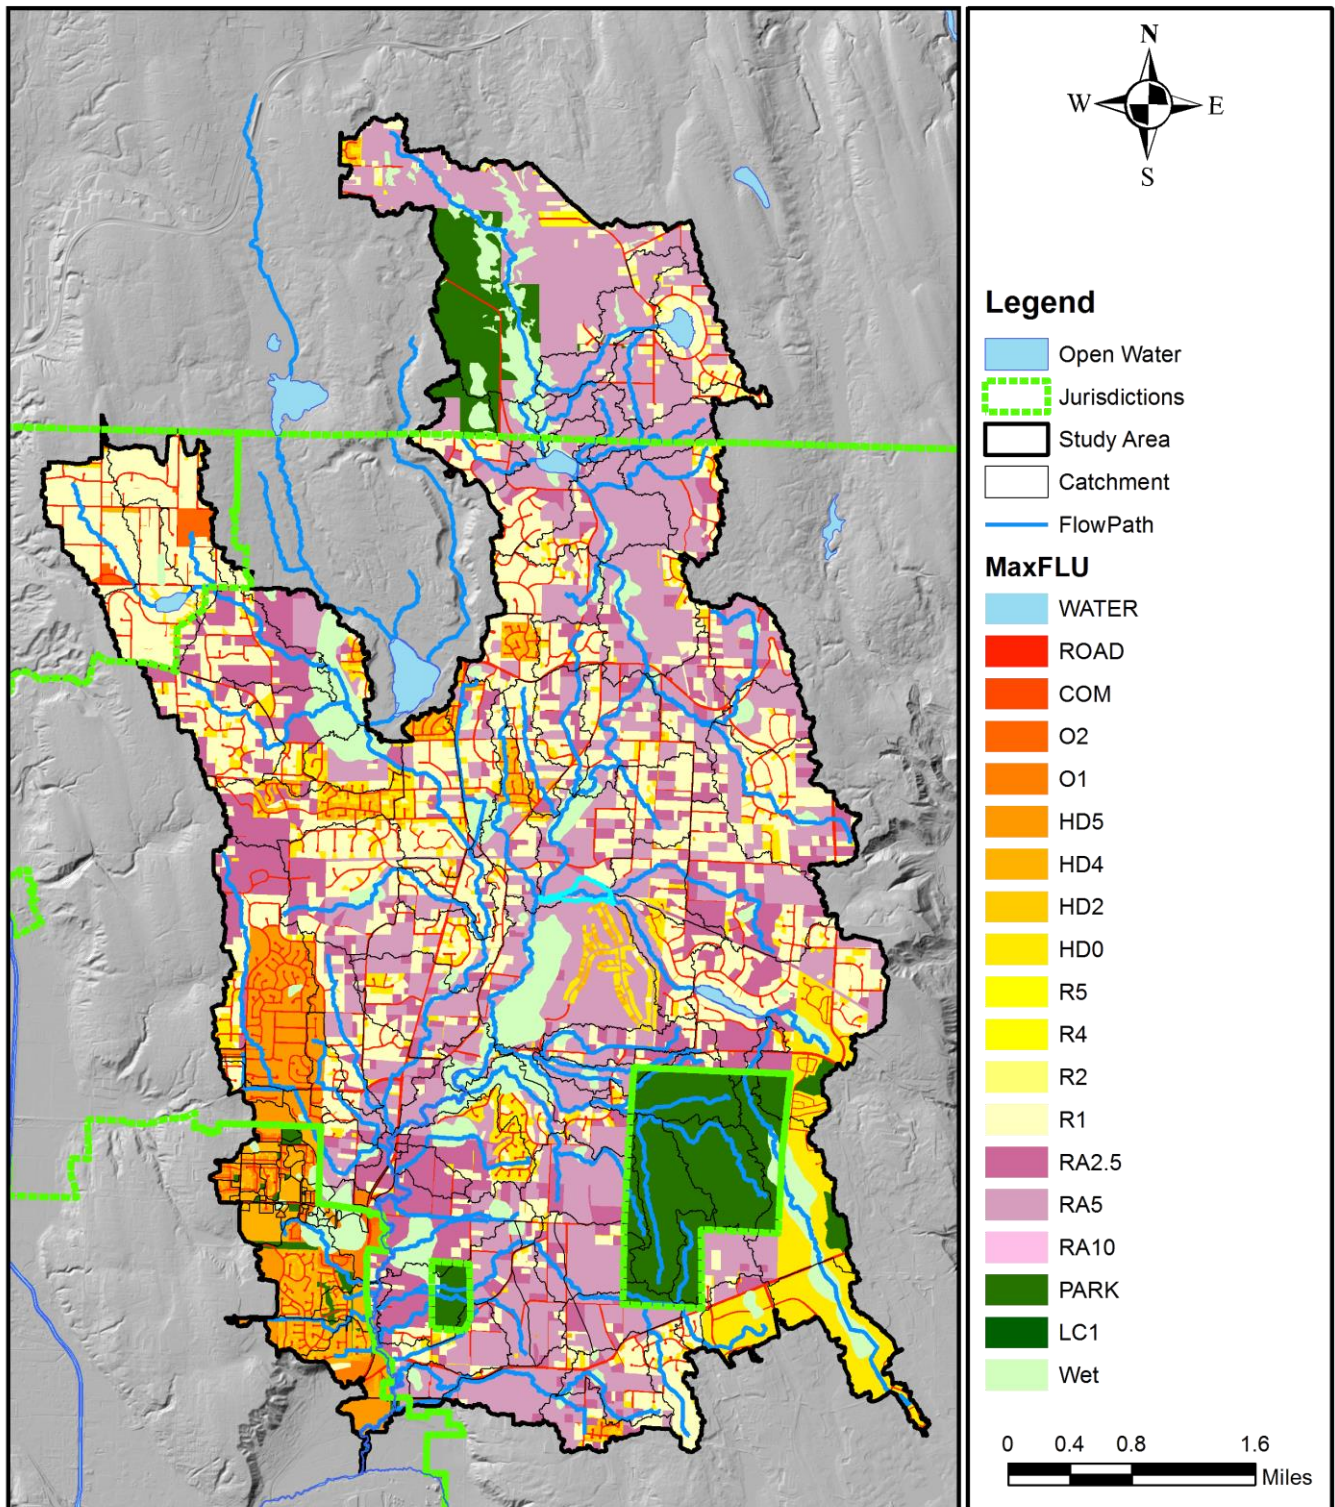 N
W E
S
Legend
Open Water
Jurisdictions
Study Area
Catchment
FlowPath
MaxFLU
WATER
ROAD
COM
O2
O1
HD5
HD4
HD2
HD0
R5
R4
R2
R1
RA2.5
RA5
RA10
PARK
LC1
Wet
0 0.4 0.8 1.6
Miles